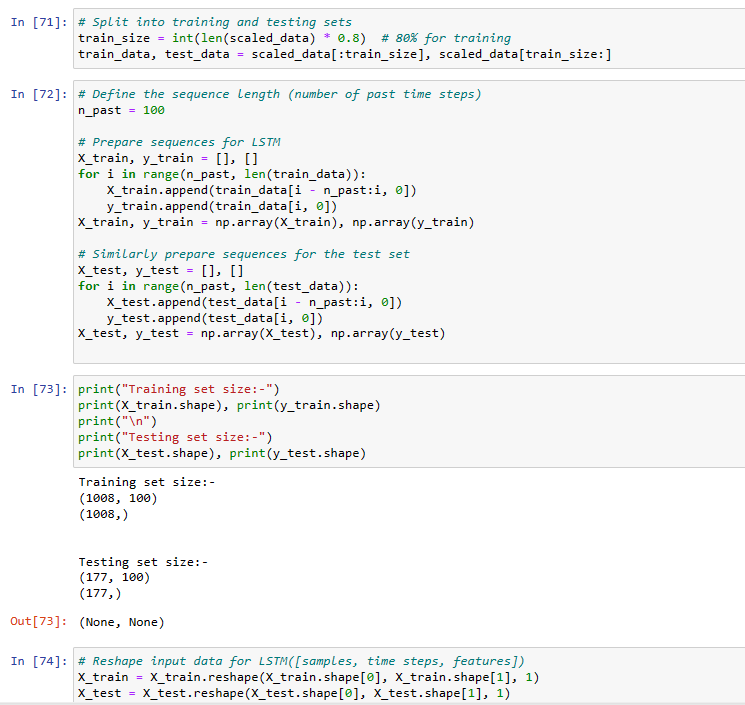 In [71]: # Split into training and testing sets
train_size = int(len(scaled_data) * 0.8)  # 80% for training
train_data, test_data = scaled_data[:train_size], scaled_data[train_size:]
In [72]: # Define the sequence length (number of past time steps)
n_past = 100
# Prepare sequences for LSTM
X_train, y_train = [], []
for i in range(n_past, len(train_data)):
    X_train.append(train_data[i - n_past:i, 0])
    y_train.append(train_data[i, 0])
X_train, y_train = np.array(X_train), np.array(y_train)
# Similarly prepare sequences for the test set
X_test, y_test = [], []
for i in range(n_past, len(test_data)):
    X_test.append(test_data[i - n_past:i, 0])
    y_test.append(test_data[i, 0])
X_test, y_test = np.array(X_test), np.array(y_test)
In [73]: print("Training set size:-")
print(X_train.shape), print(y_train.shape)
print("\n")
print("Testing set size:-")
print(X_test.shape), print(y_test.shape)
Training set size:-
(1008, 100)
(1008,)
Testing set size:-
(177, 100)
(177,)
Out[73]: (None, None)
In [74]: # Reshape input data for LSTM([samples, time steps, features])
X_train = X_train.reshape(X_train.shape[0], X_train.shape[1], 1)
X_test = X_test.reshape(X_test.shape[0], X_test.shape[1], 1)